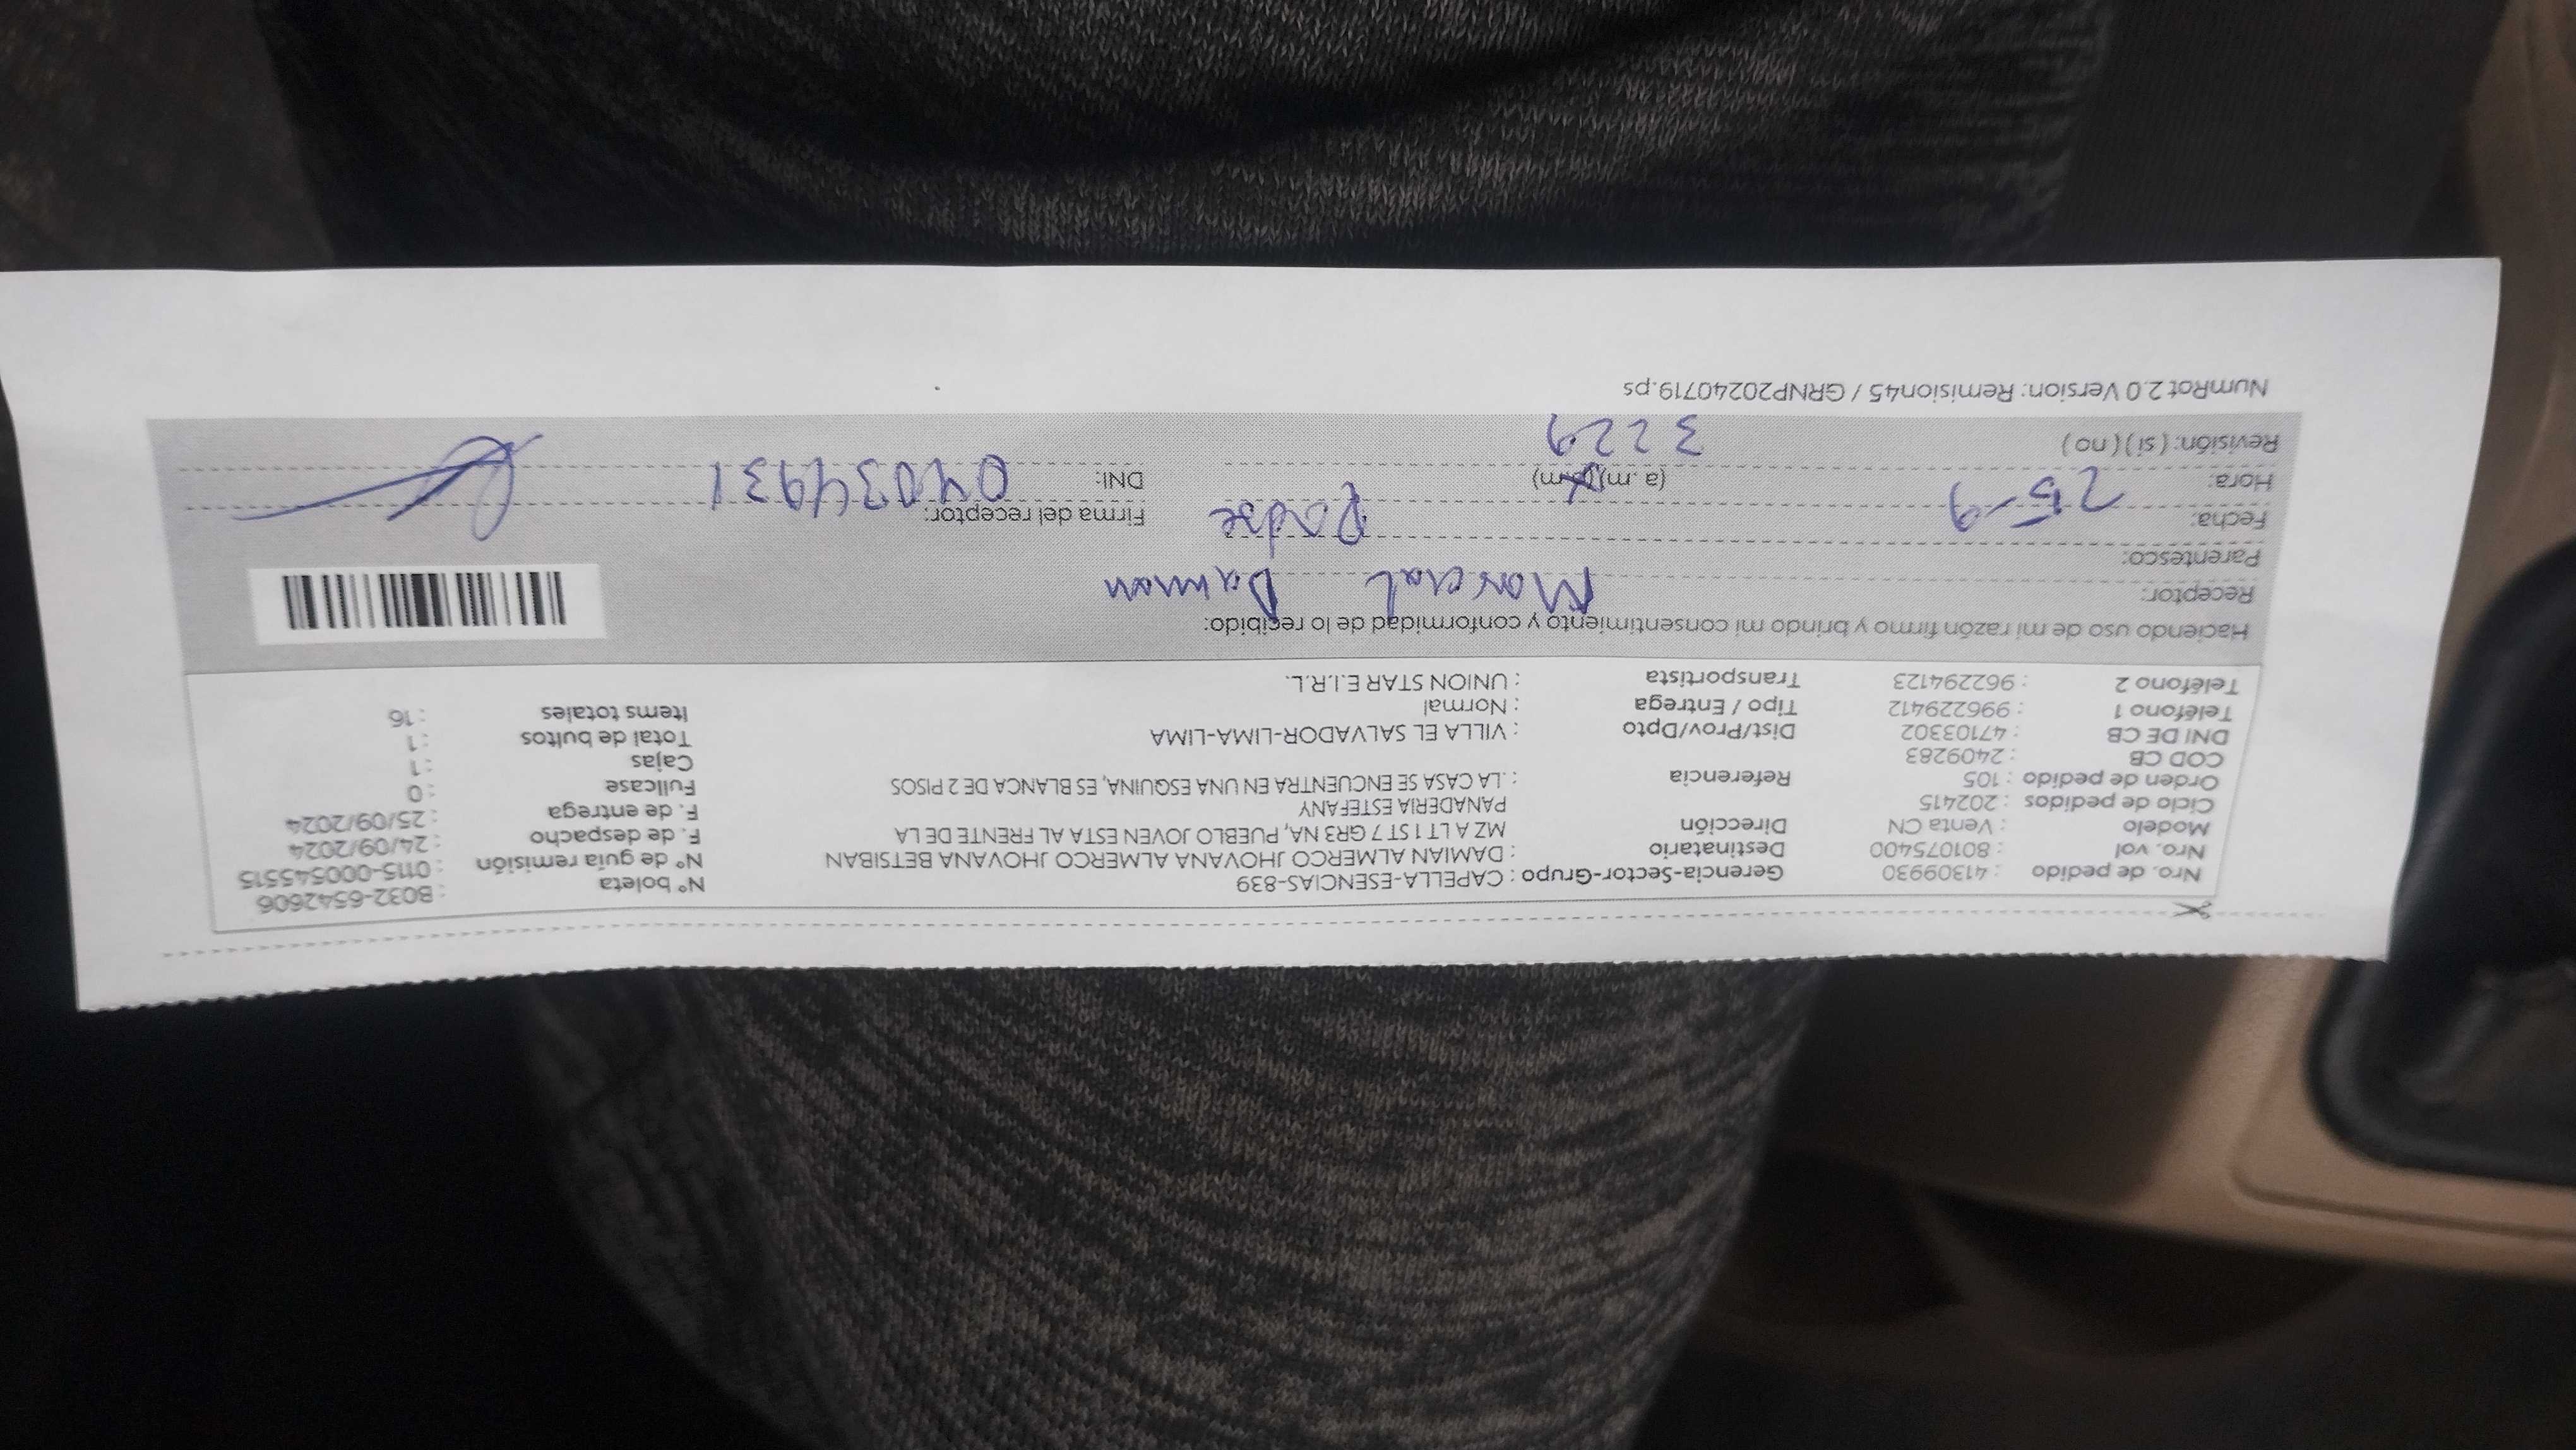 Nro. de pedido : 41309930 Gerencia-Sector-Grupo : CAPELLA-ESENCIAS-839 N° boleta : B032-6542606
Nro. vol : 801075400 Destinatario : DAMIAN ALMERCO JHOVANA ALMERCO JHOVANA BETSIBAN N° de guía remisión : 0115-000545515
Modelo : Venta CN Dirección MZ A LT 1 ST 7 GR3 NA, PUEBLO JOVEN ESTA AL FRENTE DE LA F. de despacho : 24/09/2024
Ciclo de pedidos : 202415 PANADERIA ESTEFANY F. de entrega : 25/09/2024
Orden de pedido : 105 Referencia : .LA CASA SE ENCUENTRA EN UNA ESQUINA, ES BLANCA DE 2 PISOS Fullcase : 0
COD CB : 2409283 Cajas : 1
DNI DE CB : 47103302 Dist/Prov/Dpto : VILLA EL SALVADOR-LIMA-LIMA Total de bultos : 1
Teléfono 1 : 996229412 Tipo / Entrega : Normal Items totales : 16
Teléfono 2 : 962294123 Transportista : UNION STAR E.I.R.L.
Haciendo uso de mi razón firmo y brindo mi consentimiento y conformidad de lo recibido:
Receptor: Marcial Damian
Parentesco: Padre
Fecha: 25-9 Firma del receptor:
Hora: (a.m)(p.m) DNI: 04034931
Revisión: ( si ) ( no ) 3229
NumRot 2.0 Version: Remision45 / GRNP20240719.ps